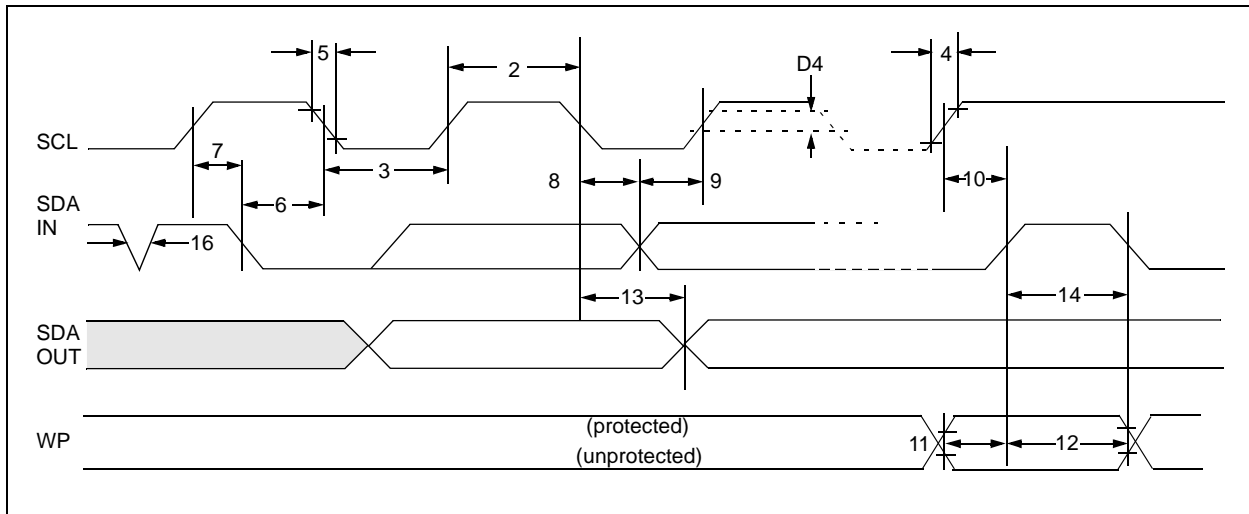 5
2
D4
4
SCL
7
3
8
9
10
SDA
IN
6
16
13
14
SDA
OUT
WP
(protected)
(unprotected)
11
12